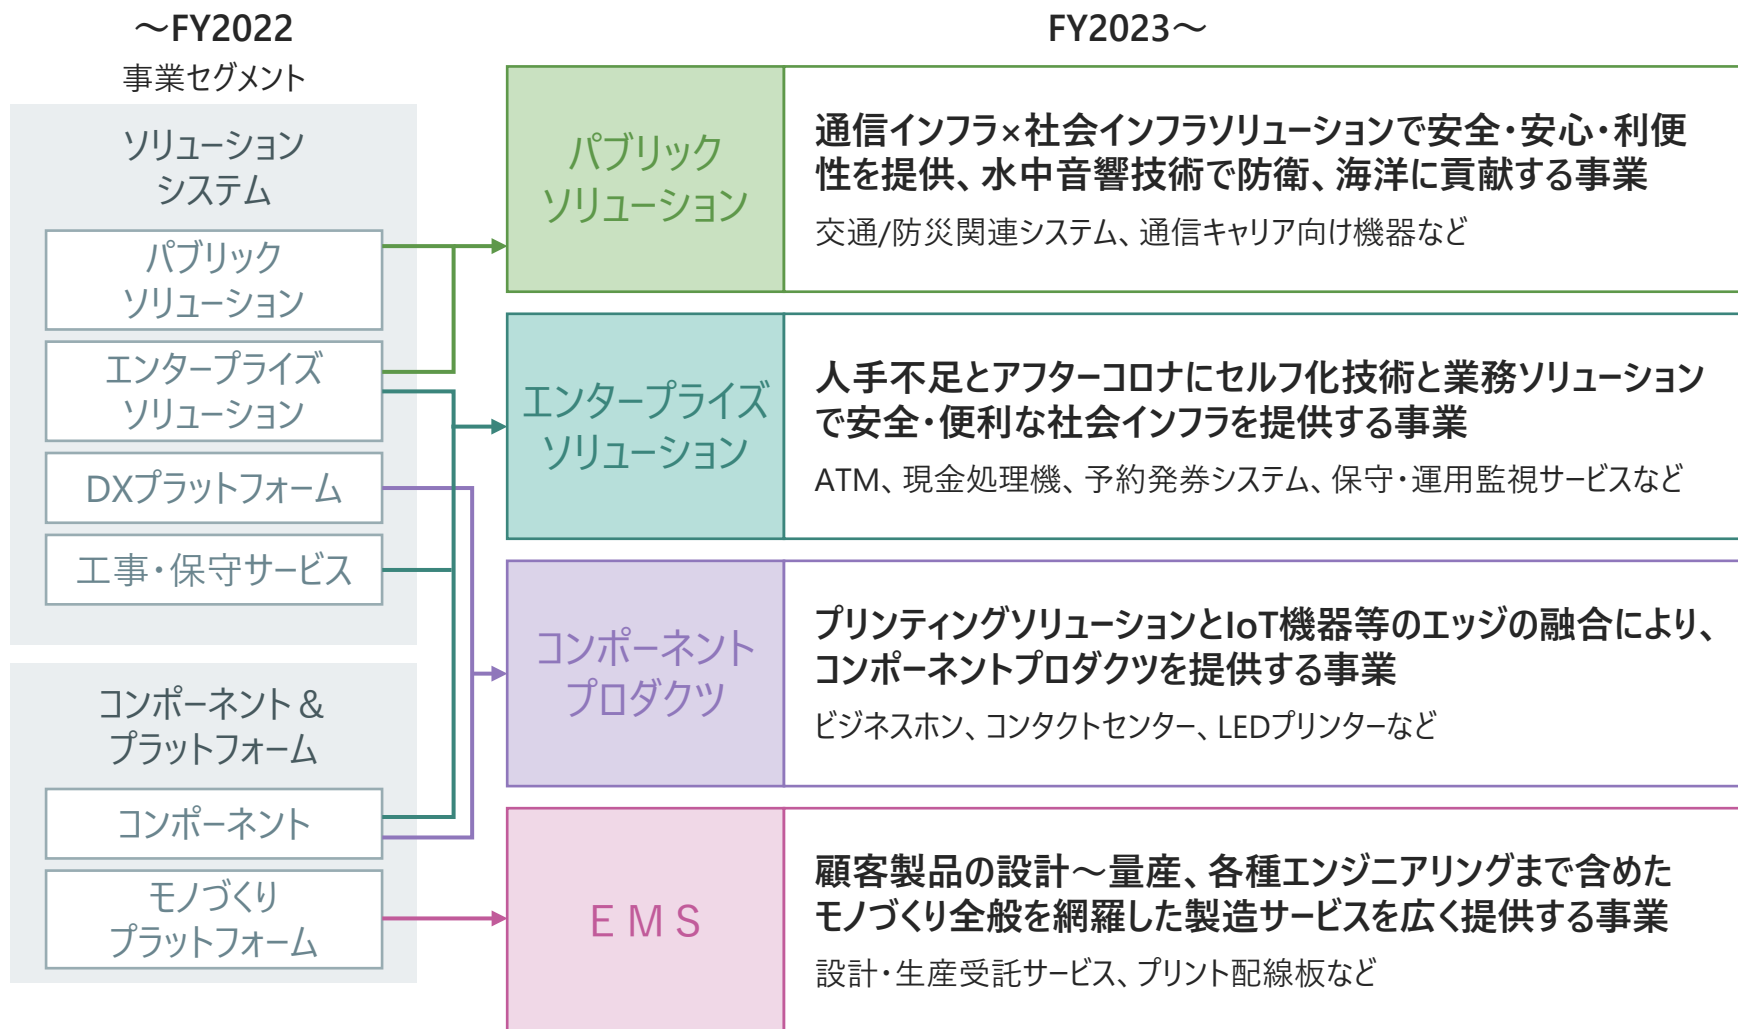 ～FY2022
事業セグメント
ソリューション
システム
パブリック
ソリューション
エンタープライズ
ソリューション
DXプラットフォーム
工事・保守サービス
コンポーネント＆
プラットフォーム
コンポーネント
モノづくり
プラットフォーム
FY2023～
パブリック
ソリューション
通信インフラ×社会インフラソリューションで安全・安心・利便
性を提供、水中音響技術で防衛、海洋に貢献する事業
交通/防災関連システム、通信キャリア向け機器など
エンタープライズ
ソリューション
人手不足とアフターコロナにセルフ化技術と業務ソリューション
で安全・便利な社会インフラを提供する事業
ATM、現金処理機、予約発券システム、保守・運用監視サービスなど
コンポーネント
プロダクツ
プリンティングソリューションとIoT機器等のエッジの融合により、
コンポーネントプロダクツを提供する事業
ビジネスホン、コンタクトセンター、LEDプリンターなど
ＥＭＳ
顧客製品の設計～量産、各種エンジニアリングまで含めた
モノづくり全般を網羅した製造サービスを広く提供する事業
設計・生産受託サービス、プリント配線板など